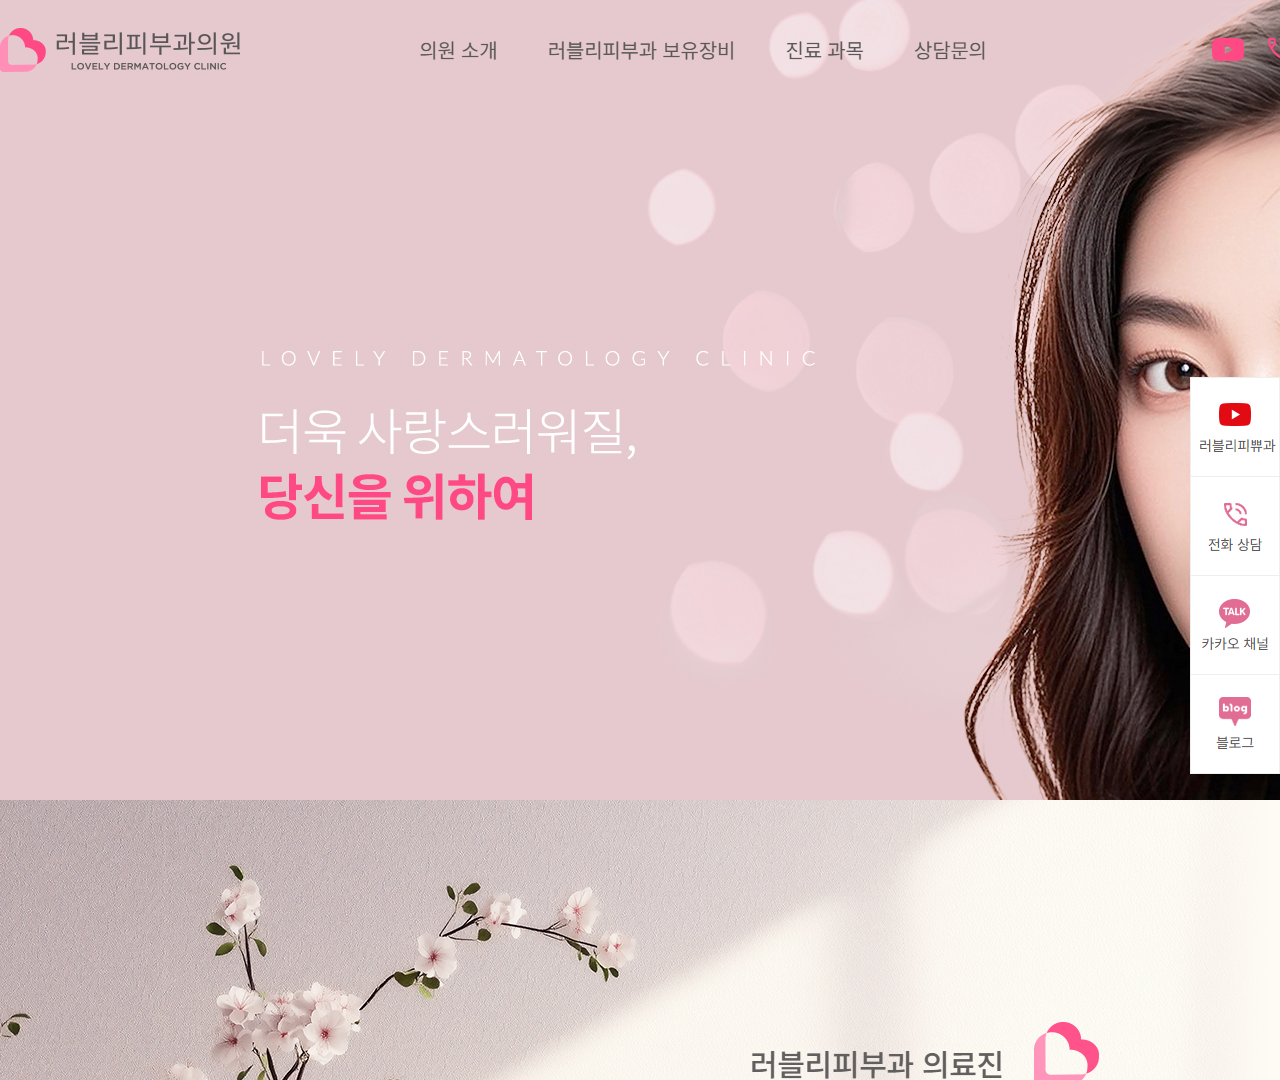 러블리피부과의원
LOVELY DERMATOLOGY CLINIC
의원 소개
러블리피부과 보유장비
진료 과목
상담문의
LOVELY DERMATOLOGY CLINIC
더욱 사랑스러워질,
당신을 위하여
러블리피쀼과
전화 상담
TALK
카카오 채널
blog
블로그
러블리피부과 의료진